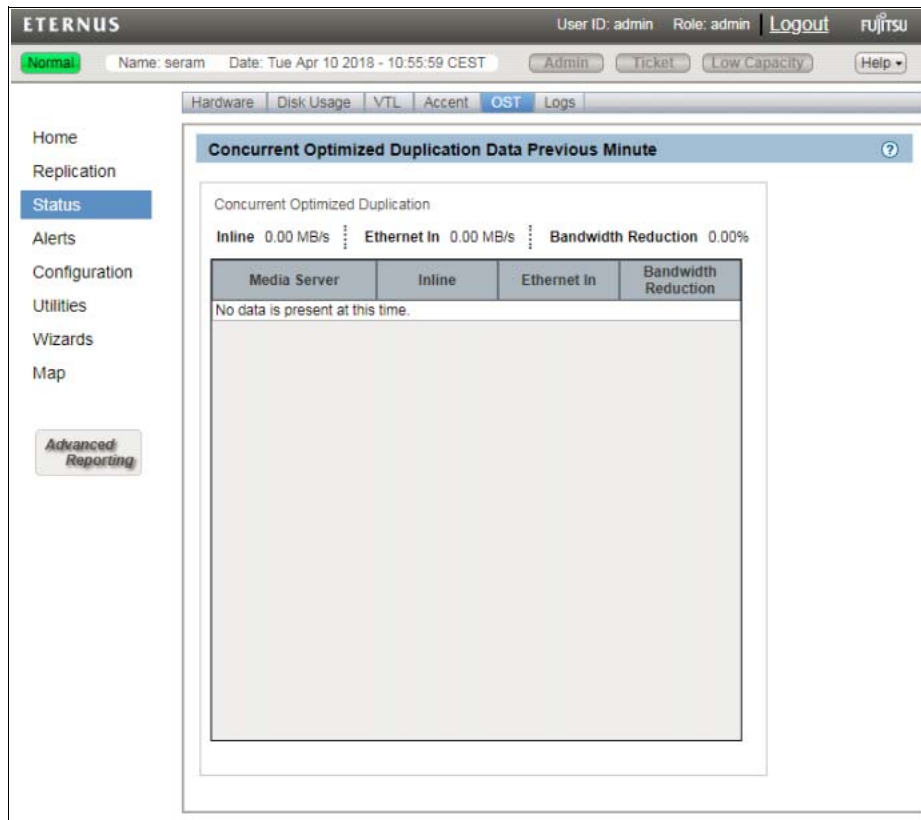 ETERNUS User ID: admin Role: admin Logout FUJITSU
Normal Name: seram Date: Tue Apr 10 2018 - 10:55:59 CEST Admin Ticket Low Capacity Help
Hardware Disk Usage VTL Accent OST Logs
Home
Replication
Status
Alerts
Configuration
Utilities
Wizards
Map
Advanced
Reporting
Concurrent Optimized Duplication Data Previous Minute ?
Concurrent Optimized Duplication
Inline 0.00 MB/s Ethernet In 0.00 MB/s Bandwidth Reduction 0.00%
Media Server Inline Ethernet In Bandwidth Reduction
No data is present at this time.